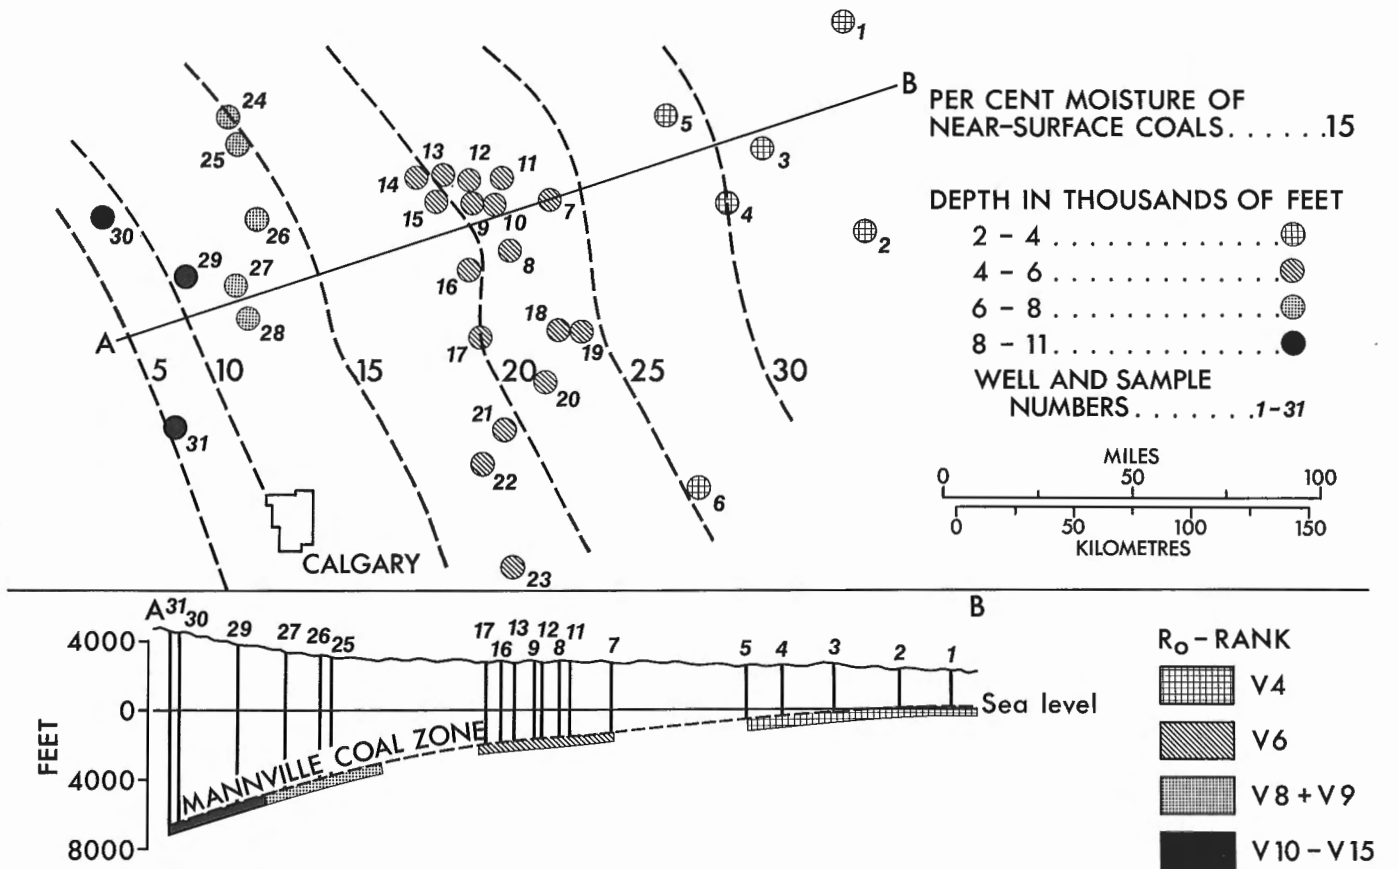 1
B
5
3
4
2
24
25
13
12
11
14
15
9
10
7
30
26
29
27
16
8
28
A
17
18
19
5
10
15
20
25
30
20
31
21
22
6
CALGARY
23
PER CENT MOISTURE OF
NEAR-SURFACE COALS......15
DEPTH IN THOUSANDS OF FEET
2 - 4
4 - 6
6 - 8
8 - 11
WELL AND SAMPLE
NUMBERS.......1-31
MILES
0 50 100
0 50 100 150
KILOMETRES
A 31 30 29 27 26 25 17 16 13 9 12 8 11 7 5 4 3 2 1 B
4000
0
4000
8000
FEET
MANNVILLE COAL ZONE
Sea level
Ro-RANK
V4
V6
V8+V9
V10-V15